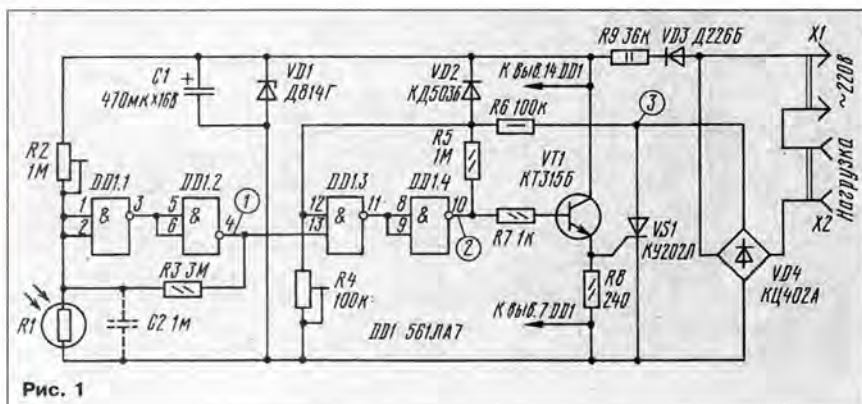 R9 36К VD3 Д226Б X1
C1
+
470мк×16В
VD1
Д814Г
VD2
КД503Б
К выв.14 DD1
R6 100к
3
~220В
R2
1М
R5
1М
VT1
КТ315Б
DD1.1
DD1.2
DD1.3
DD1.4
1
2
&
3
5
6
&
4
1
12
13
&
11
8
9
&
10
2
R7 1к
VS1
КУ202Л
Нагрузка
X2
R3 3М
R4
100к
R8
240
VD4
КЦ402А
R1
C2 1м
DD1 561ЛА7
К выв.7 DD1
Рис. 1